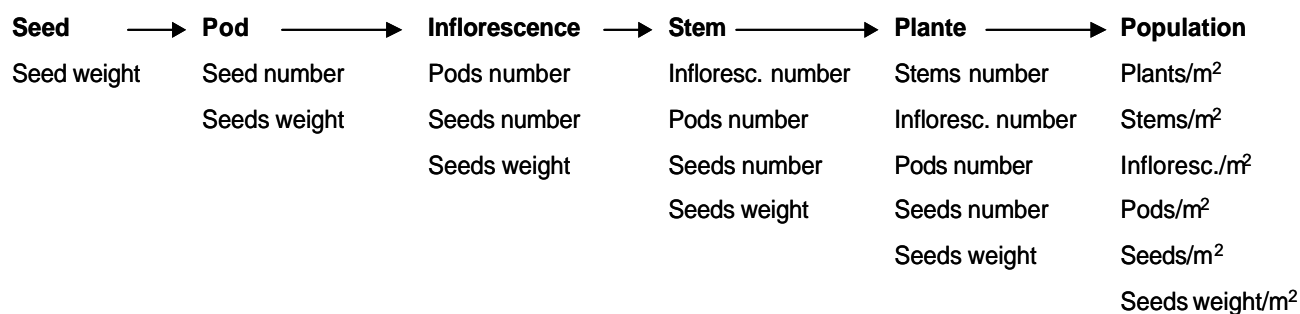 Seed Pod Inflorescence Stem Plante Population
Seed weight Seed number Pods number Infloresc. number Stems number Plants/m²
Seeds weight Seeds number Pods number Infloresc. number Stems/m²
Seeds weight Seeds number Pods number Infloresc./m²
Seeds weight Seeds number Pods/m²
Seeds weight Seeds/m²
Seeds weight/m²